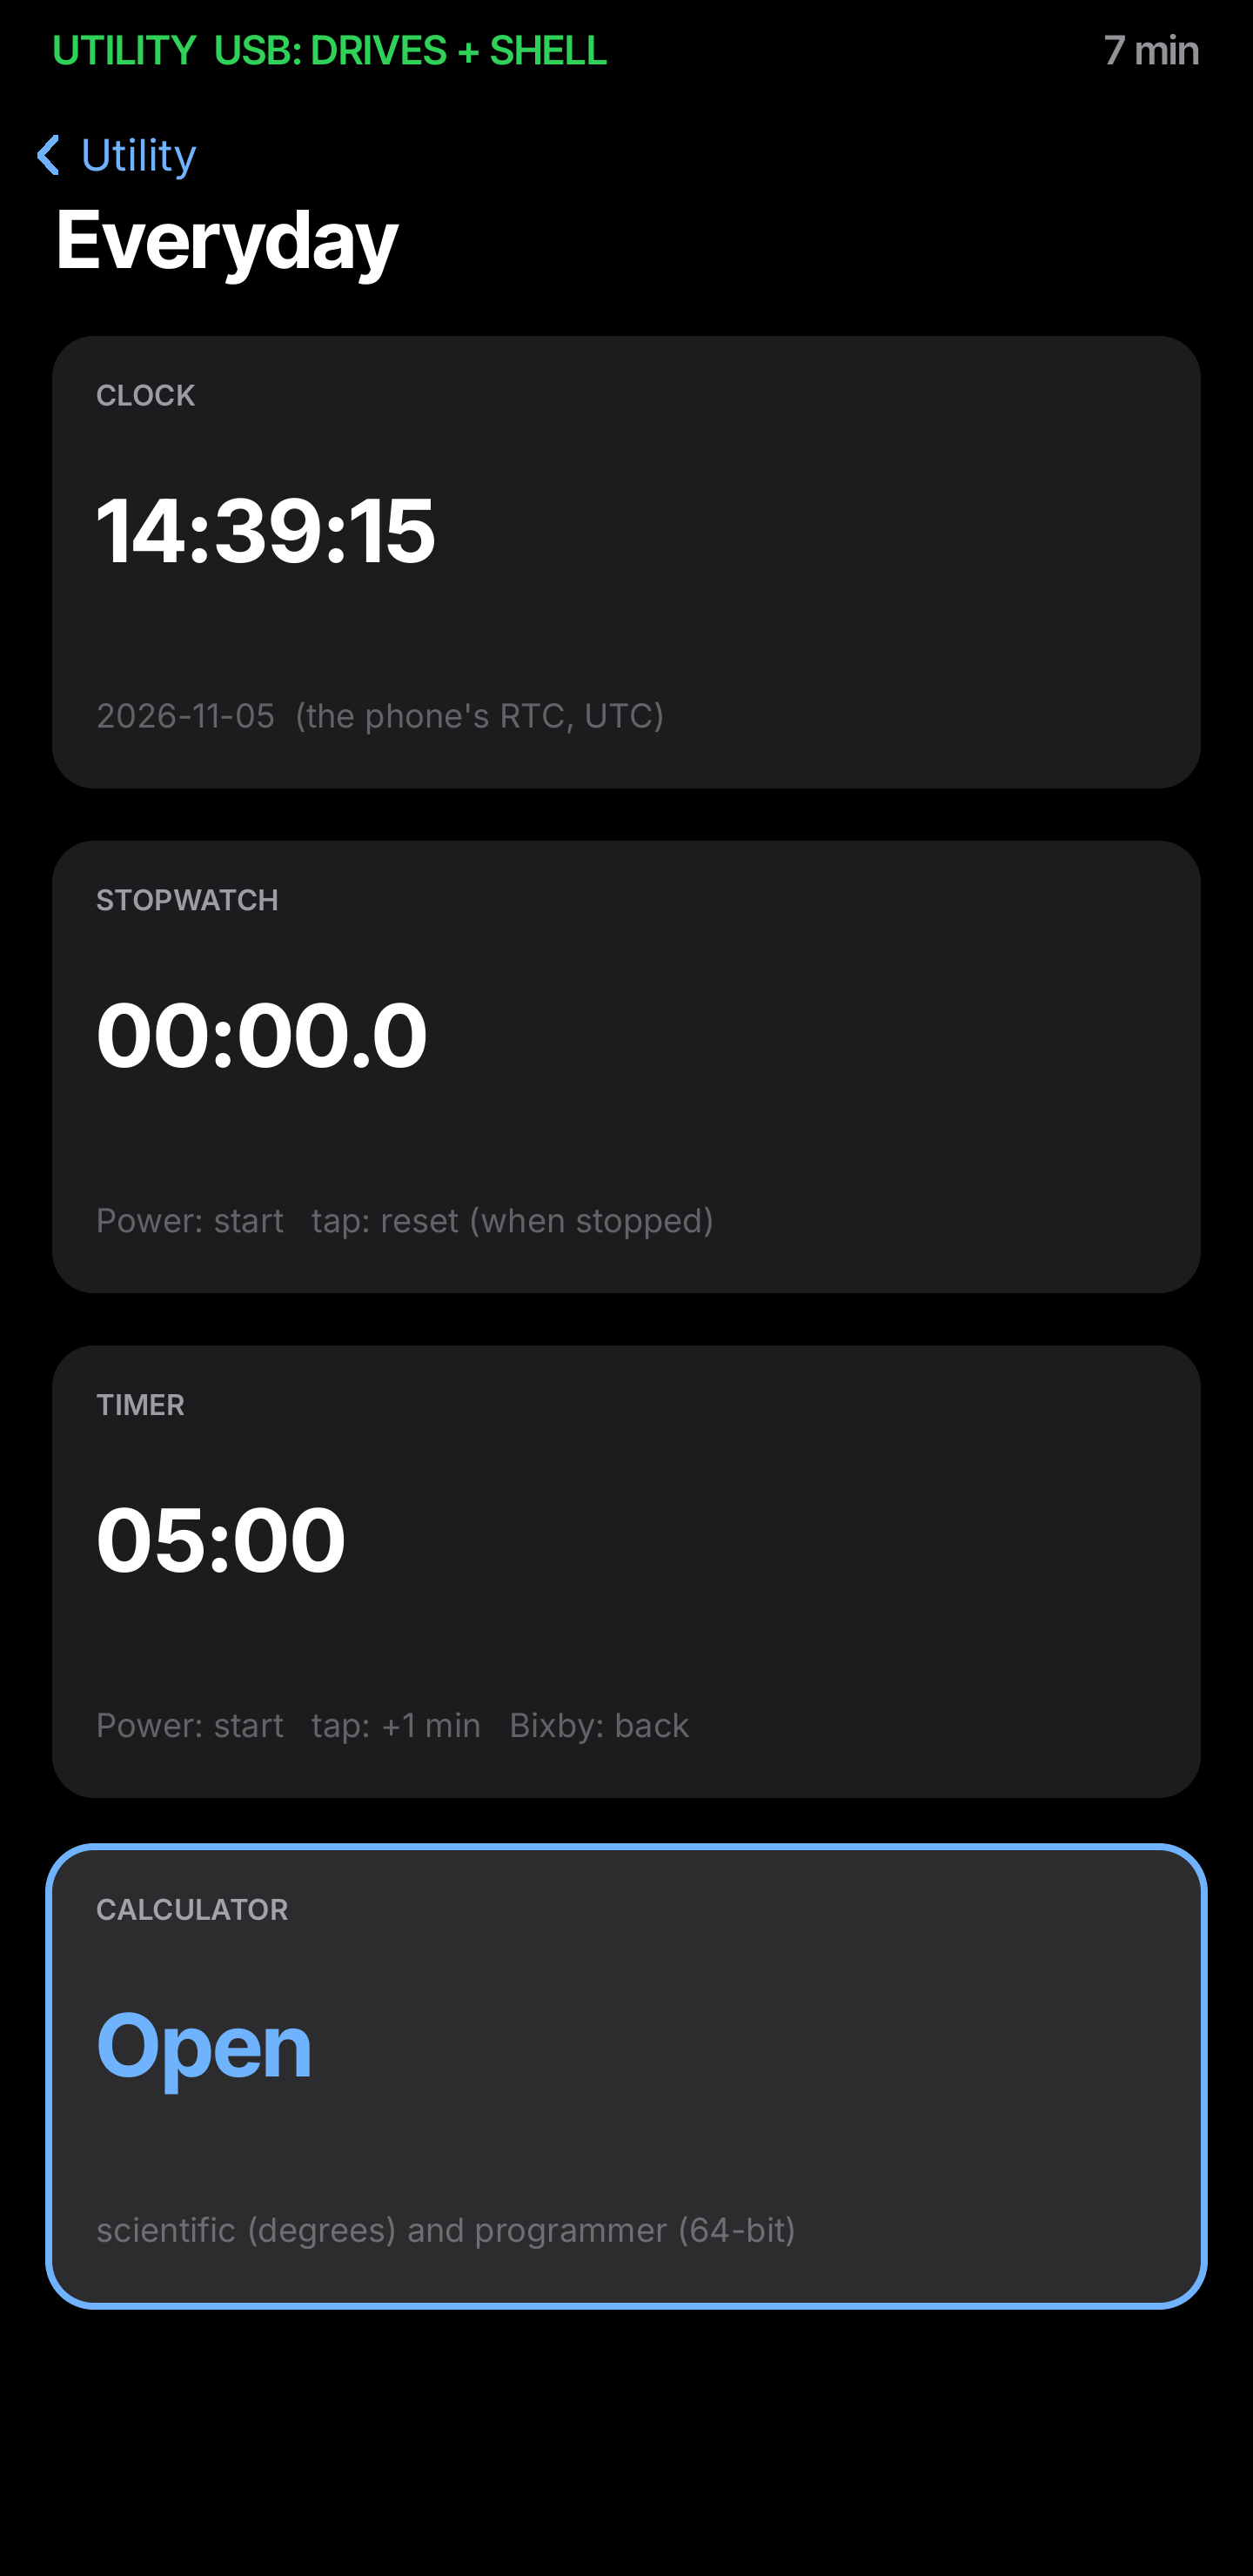 UTILITY USB: DRIVES + SHELL 7 min
Utility
Everyday
CLOCK
14:39:15
2026-11-05 (the phone's RTC, UTC)
STOPWATCH
00:00.0
Power: start tap: reset (when stopped)
TIMER
05:00
Power: start tap: +1 min Bixby: back
CALCULATOR
Open
scientific (degrees) and programmer (64-bit)